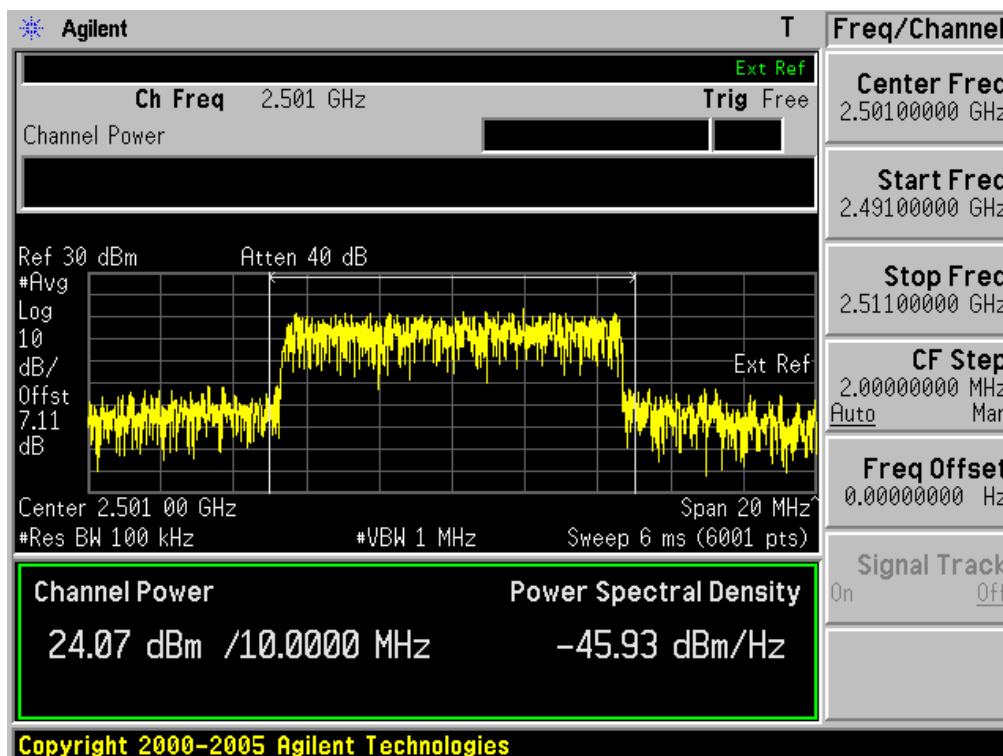 Agilent T Freq/Channel
Ext Ref
Ch Freq 2.501 GHz Trig Free
Channel Power
Center Freq
2.50100000 GHz
Start Freq
2.49100000 GHz
Stop Freq
2.51100000 GHz
CF Step
2.00000000 MHz
Auto Man
Freq Offset
0.00000000 Hz
Signal Track
On Off
Ref 30 dBm Atten 40 dB
#Avg
Log
10
dB/
Offst
7.11
dB
Ext Ref
Center 2.501 00 GHz Span 20 MHz^
#Res BW 100 kHz #VBW 1 MHz Sweep 6 ms (6001 pts)
Channel Power Power Spectral Density
24.07 dBm /10.0000 MHz -45.93 dBm/Hz
Copyright 2000-2005 Agilent Technologies